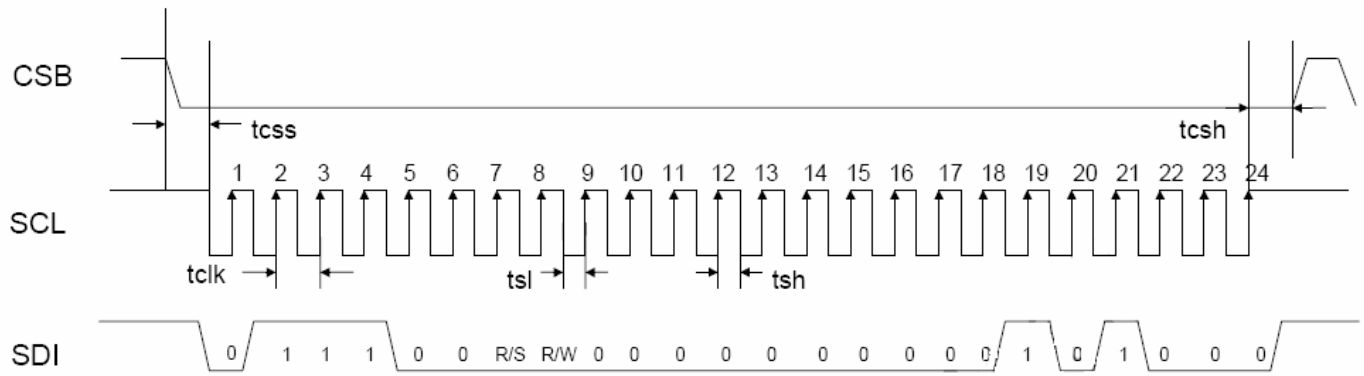 CSB
tcss
tcsh
1 2 3 4 5 6 7 8 9 10 11 12 13 14 15 16 17 18 19 20 21 22 23 24
SCL
tclk
tsl
tsh
SDI
0 1 1 1 0 0 R/S R/W 0 0 0 0 0 0 0 0 0 0 1 0 1 0 0 0